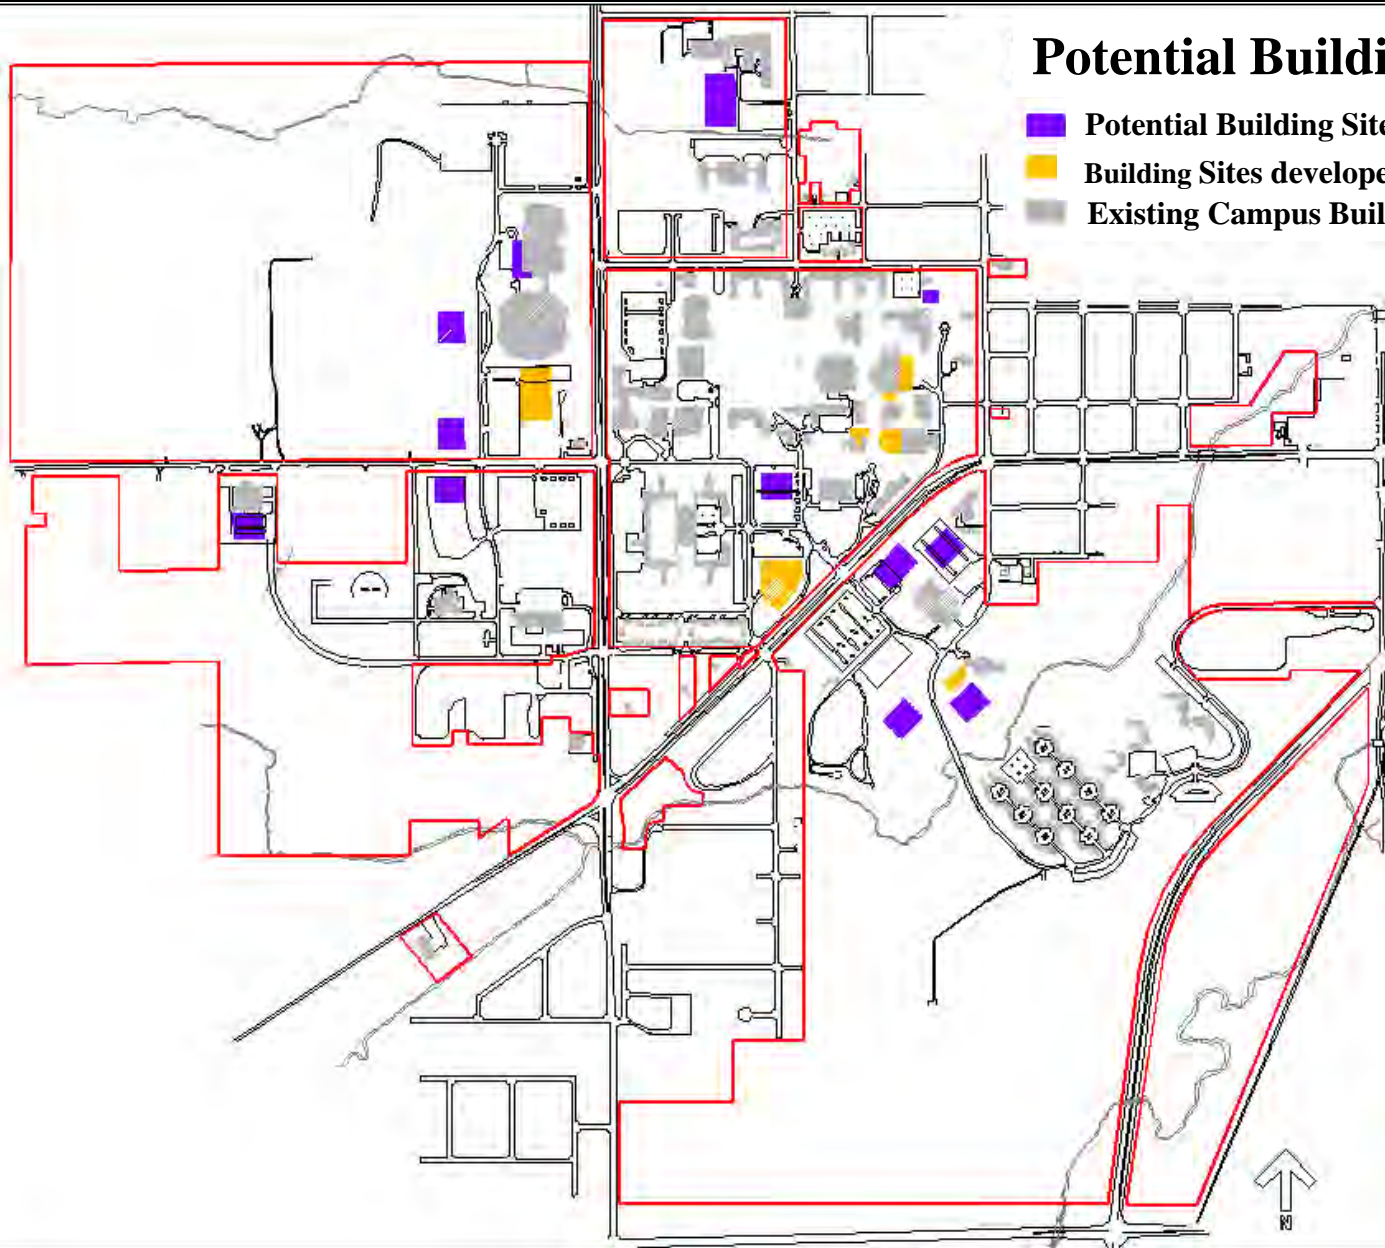 Potential Buildi
Potential Building Site
Building Sites develope
Existing Campus Buil
N